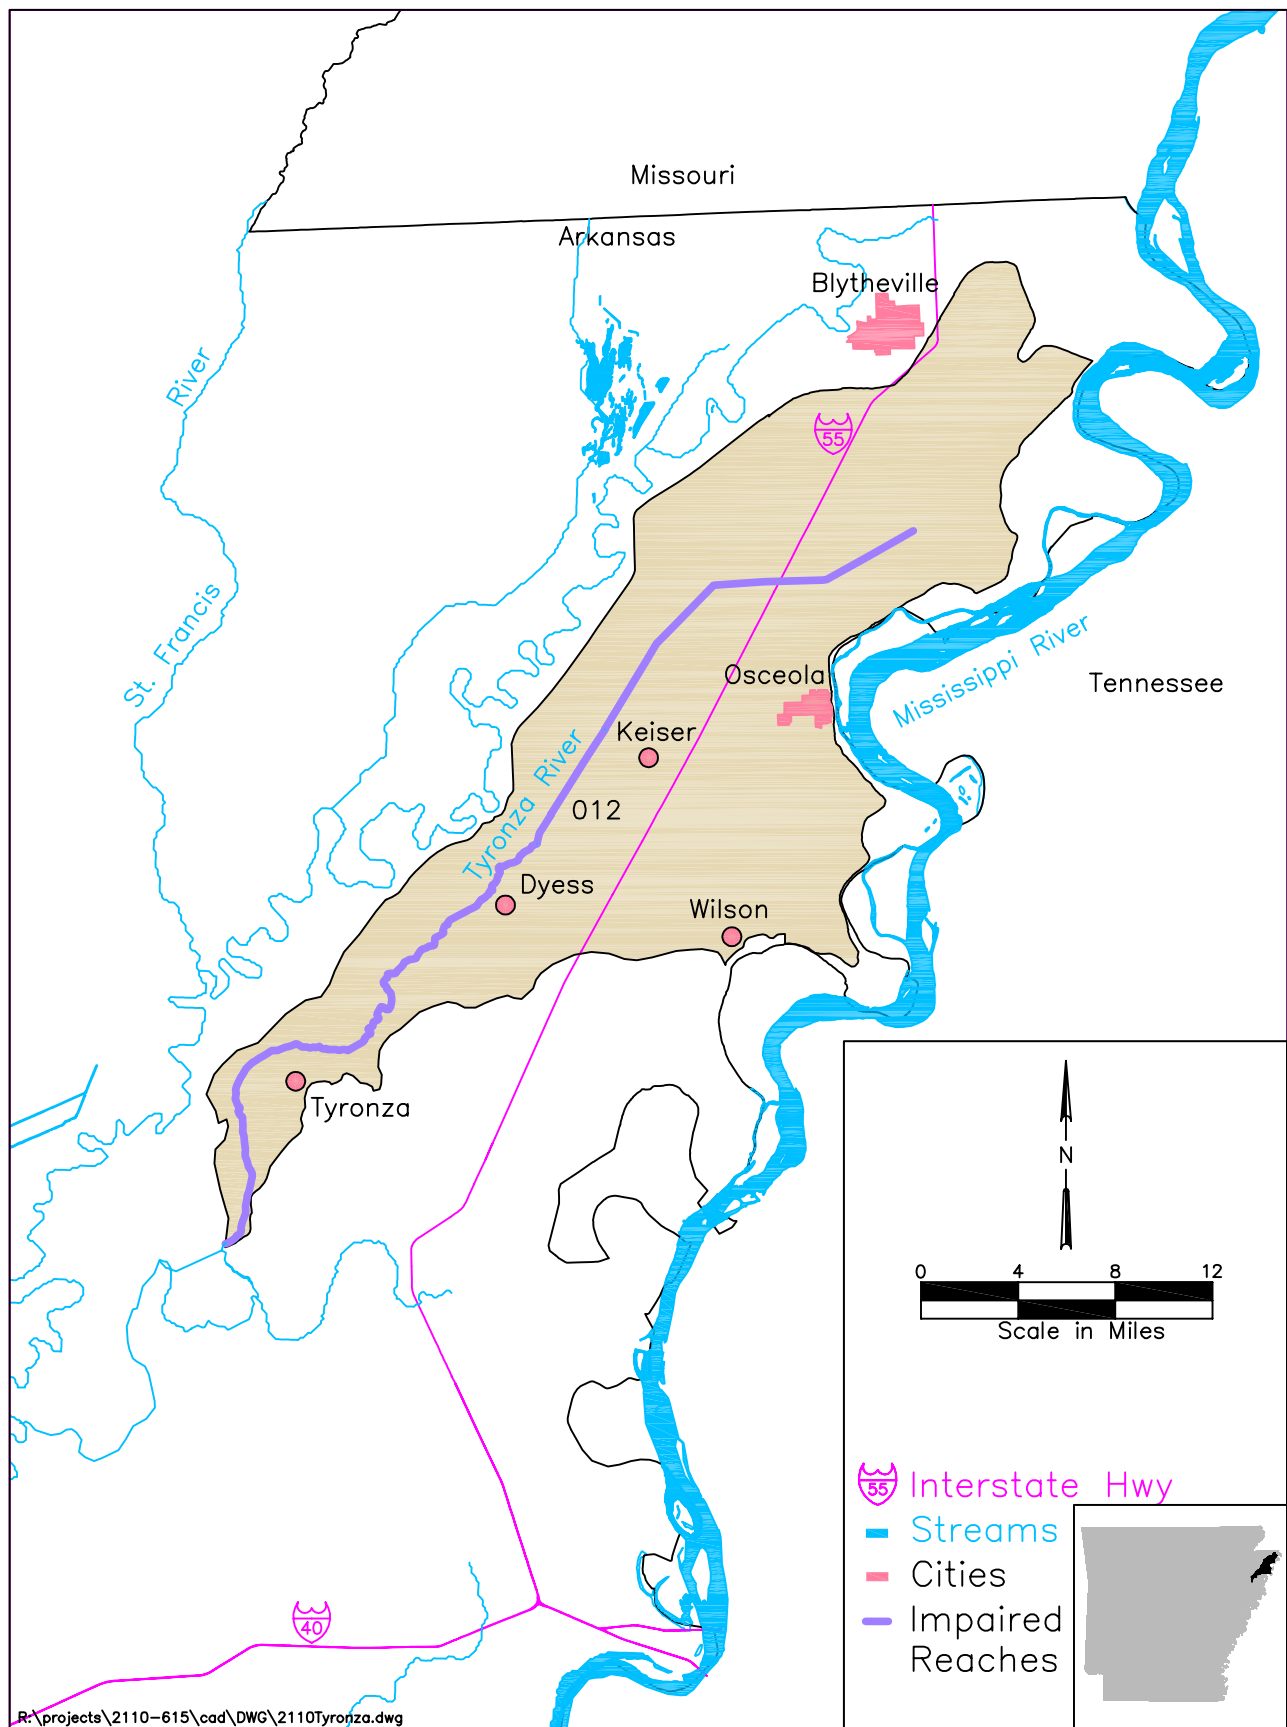 Missouri
Arkansas
Blytheville
River
55
St. Francis
Mississippi River
Osceola
Tennessee
Keiser
Tyronza River
012
Dyess
Wilson
Tyronza
N
0 4 8 12
Scale in Miles
55 Interstate Hwy
Streams
Cities
Impaired
Reaches
40
R:\projects\2110-615\cad\DWG\2110Tyronza.dwg